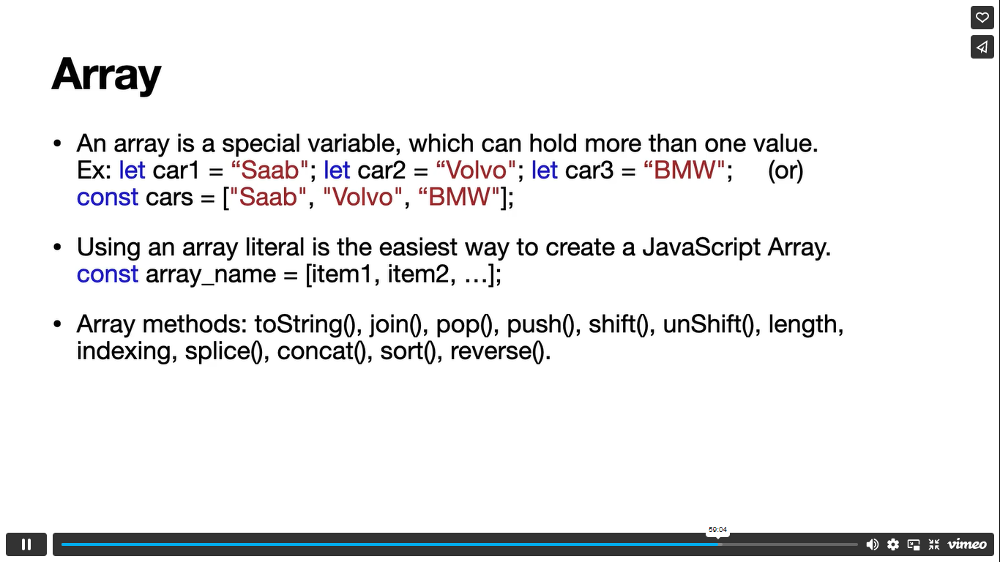 Array
• An array is a special variable, which can hold more than one value.
Ex: let car1 = “Saab"; let car2 = “Volvo"; let car3 = “BMW"; (or)
const cars = ["Saab", "Volvo", “BMW"];
• Using an array literal is the easiest way to create a JavaScript Array.
const array_name = [item1, item2, …];
• Array methods: toString(), join(), pop(), push(), shift(), unShift(), length,
indexing, splice(), concat(), sort(), reverse().
59:04
vimeo